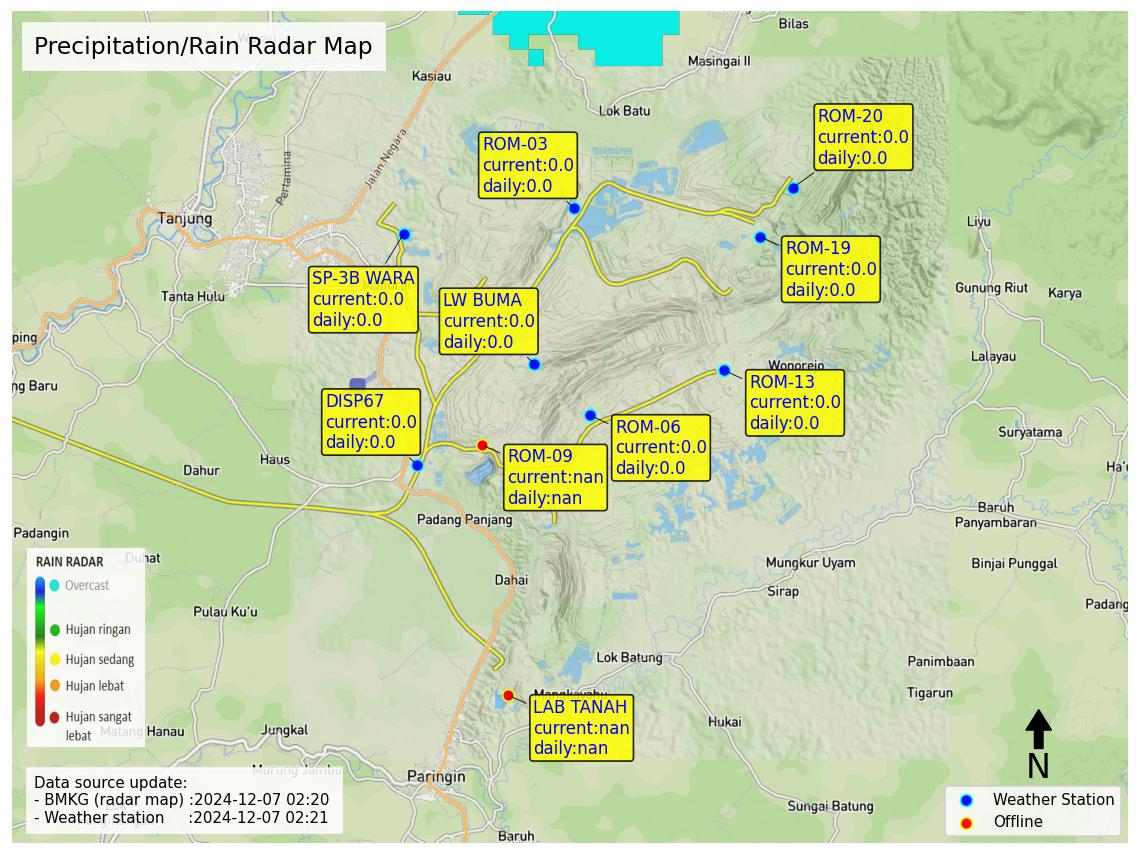 Precipitation/Rain Radar Map
Bilas
Masingai II
Kasiau
Lok Batu
Jalan Negara
Pertamina
Tanjung
Tanta Hulu
ROM-03
current:0.0
daily:0.0
ROM-20
current:0.0
daily:0.0
ROM-19
current:0.0
daily:0.0
SP-3B WARA
current:0.0
daily:0.0
LW BUMA
current:0.0
daily:0.0
Liyu
Gunung Riut
Karya
Lalayau
Wonorejo
ROM-13
current:0.0
daily:0.0
ping
ng Baru
DISP67
current:0.0
daily:0.0
ROM-06
current:0.0
daily:0.0
ROM-09
current:nan
daily:nan
Suryatama
Ha'u
Dahur
Haus
Padang Panjang
Baruh
Panyambaran
Padangin
Duhat
Mungkur Uyam
Binjai Punggal
Dahai
Sirap
Padang
Pulau Ku'u
RAIN RADAR
Overcast
Hujan ringan
Hujan sedang
Hujan lebat
Hujan sangat
lebat
Lok Batung
Panimbaan
Tigarun
Mangkayahu
LAB TANAH
current:nan
daily:nan
Hukai
Matang Hanau
Jungkal
Murung Jambu
Paringin
Sungai Batung
Baruh
N
Data source update:
- BMKG (radar map) :2024-12-07 02:20
- Weather station :2024-12-07 02:21
Weather Station
Offline